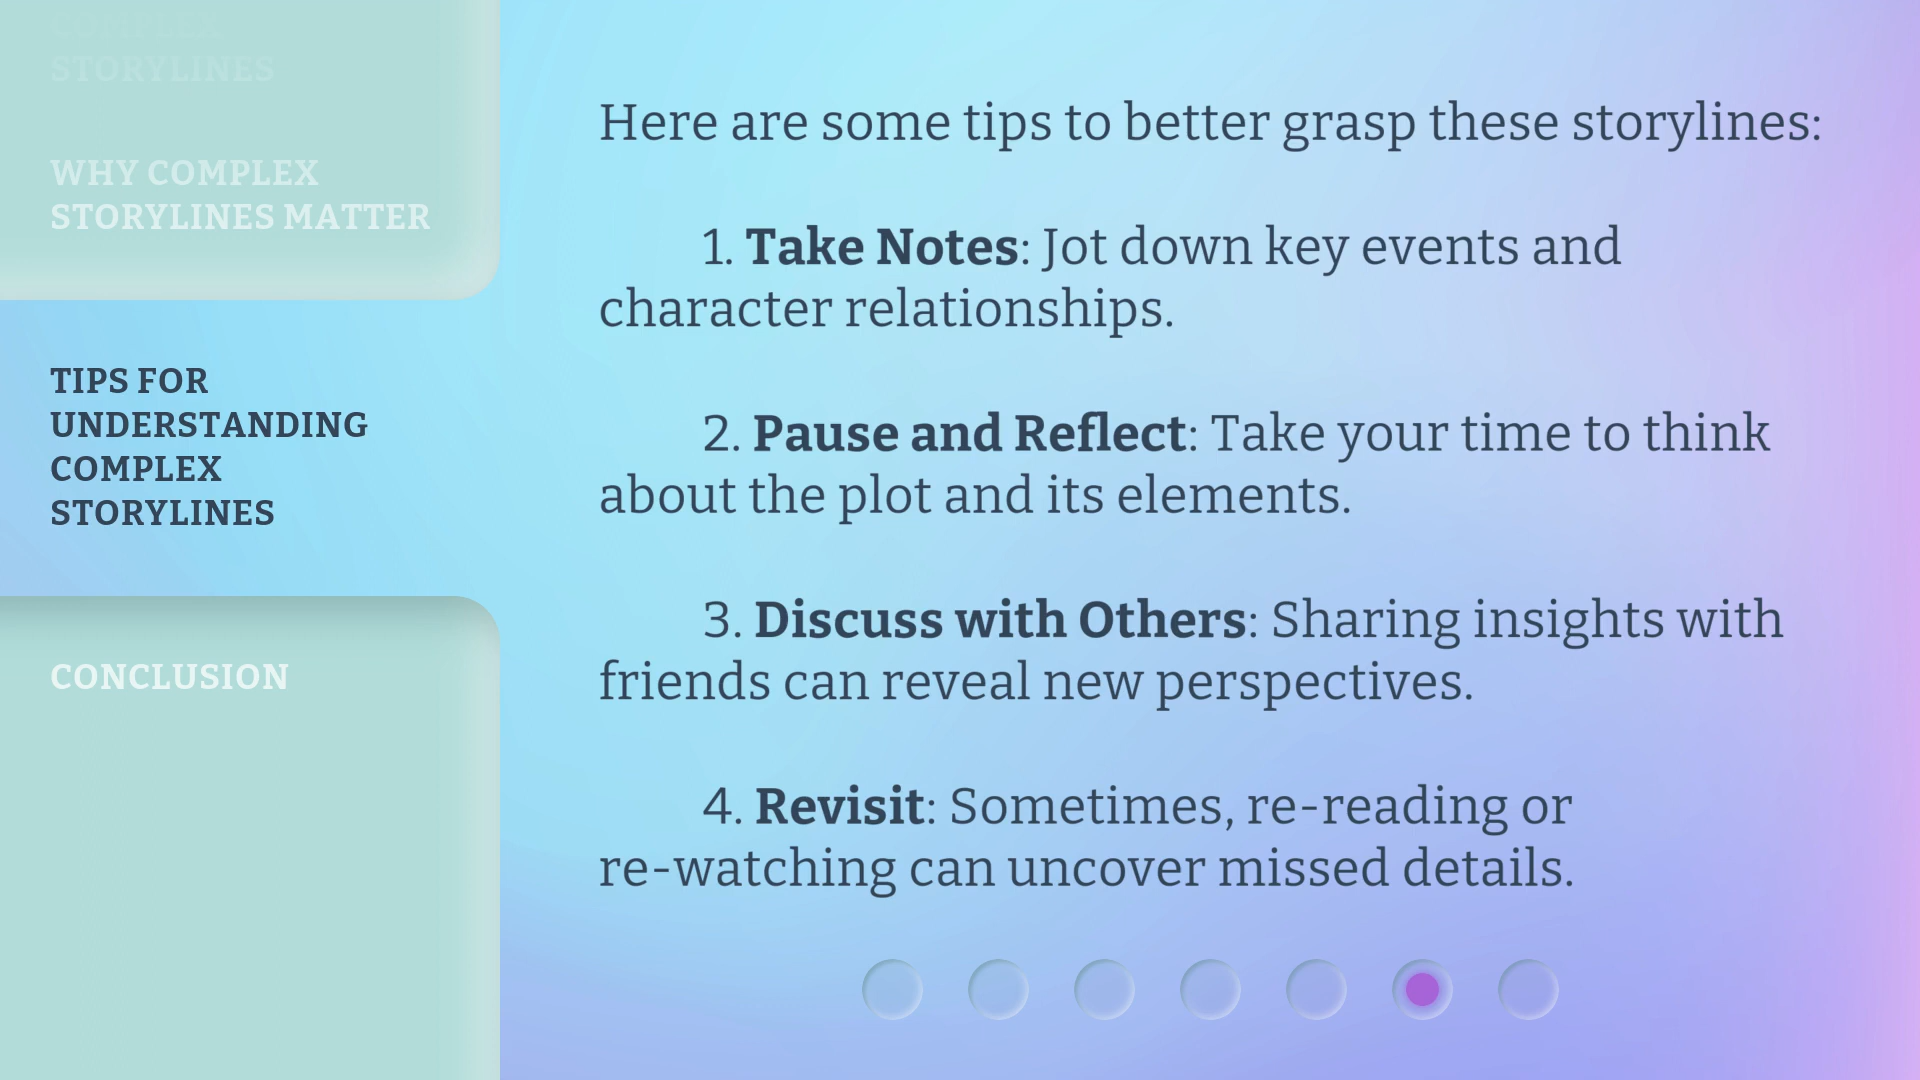 COMPLEX
STORYLINES
WHY COMPLEX
STORYLINES MATTER
TIPS FOR
UNDERSTANDING
COMPLEX
STORYLINES
CONCLUSION
Here are some tips to better grasp these storylines:
1. Take Notes: Jot down key events and
character relationships.
2. Pause and Reflect: Take your time to think
about the plot and its elements.
3. Discuss with Others: Sharing insights with
friends can reveal new perspectives.
4. Revisit: Sometimes, re-reading or
re-watching can uncover missed details.